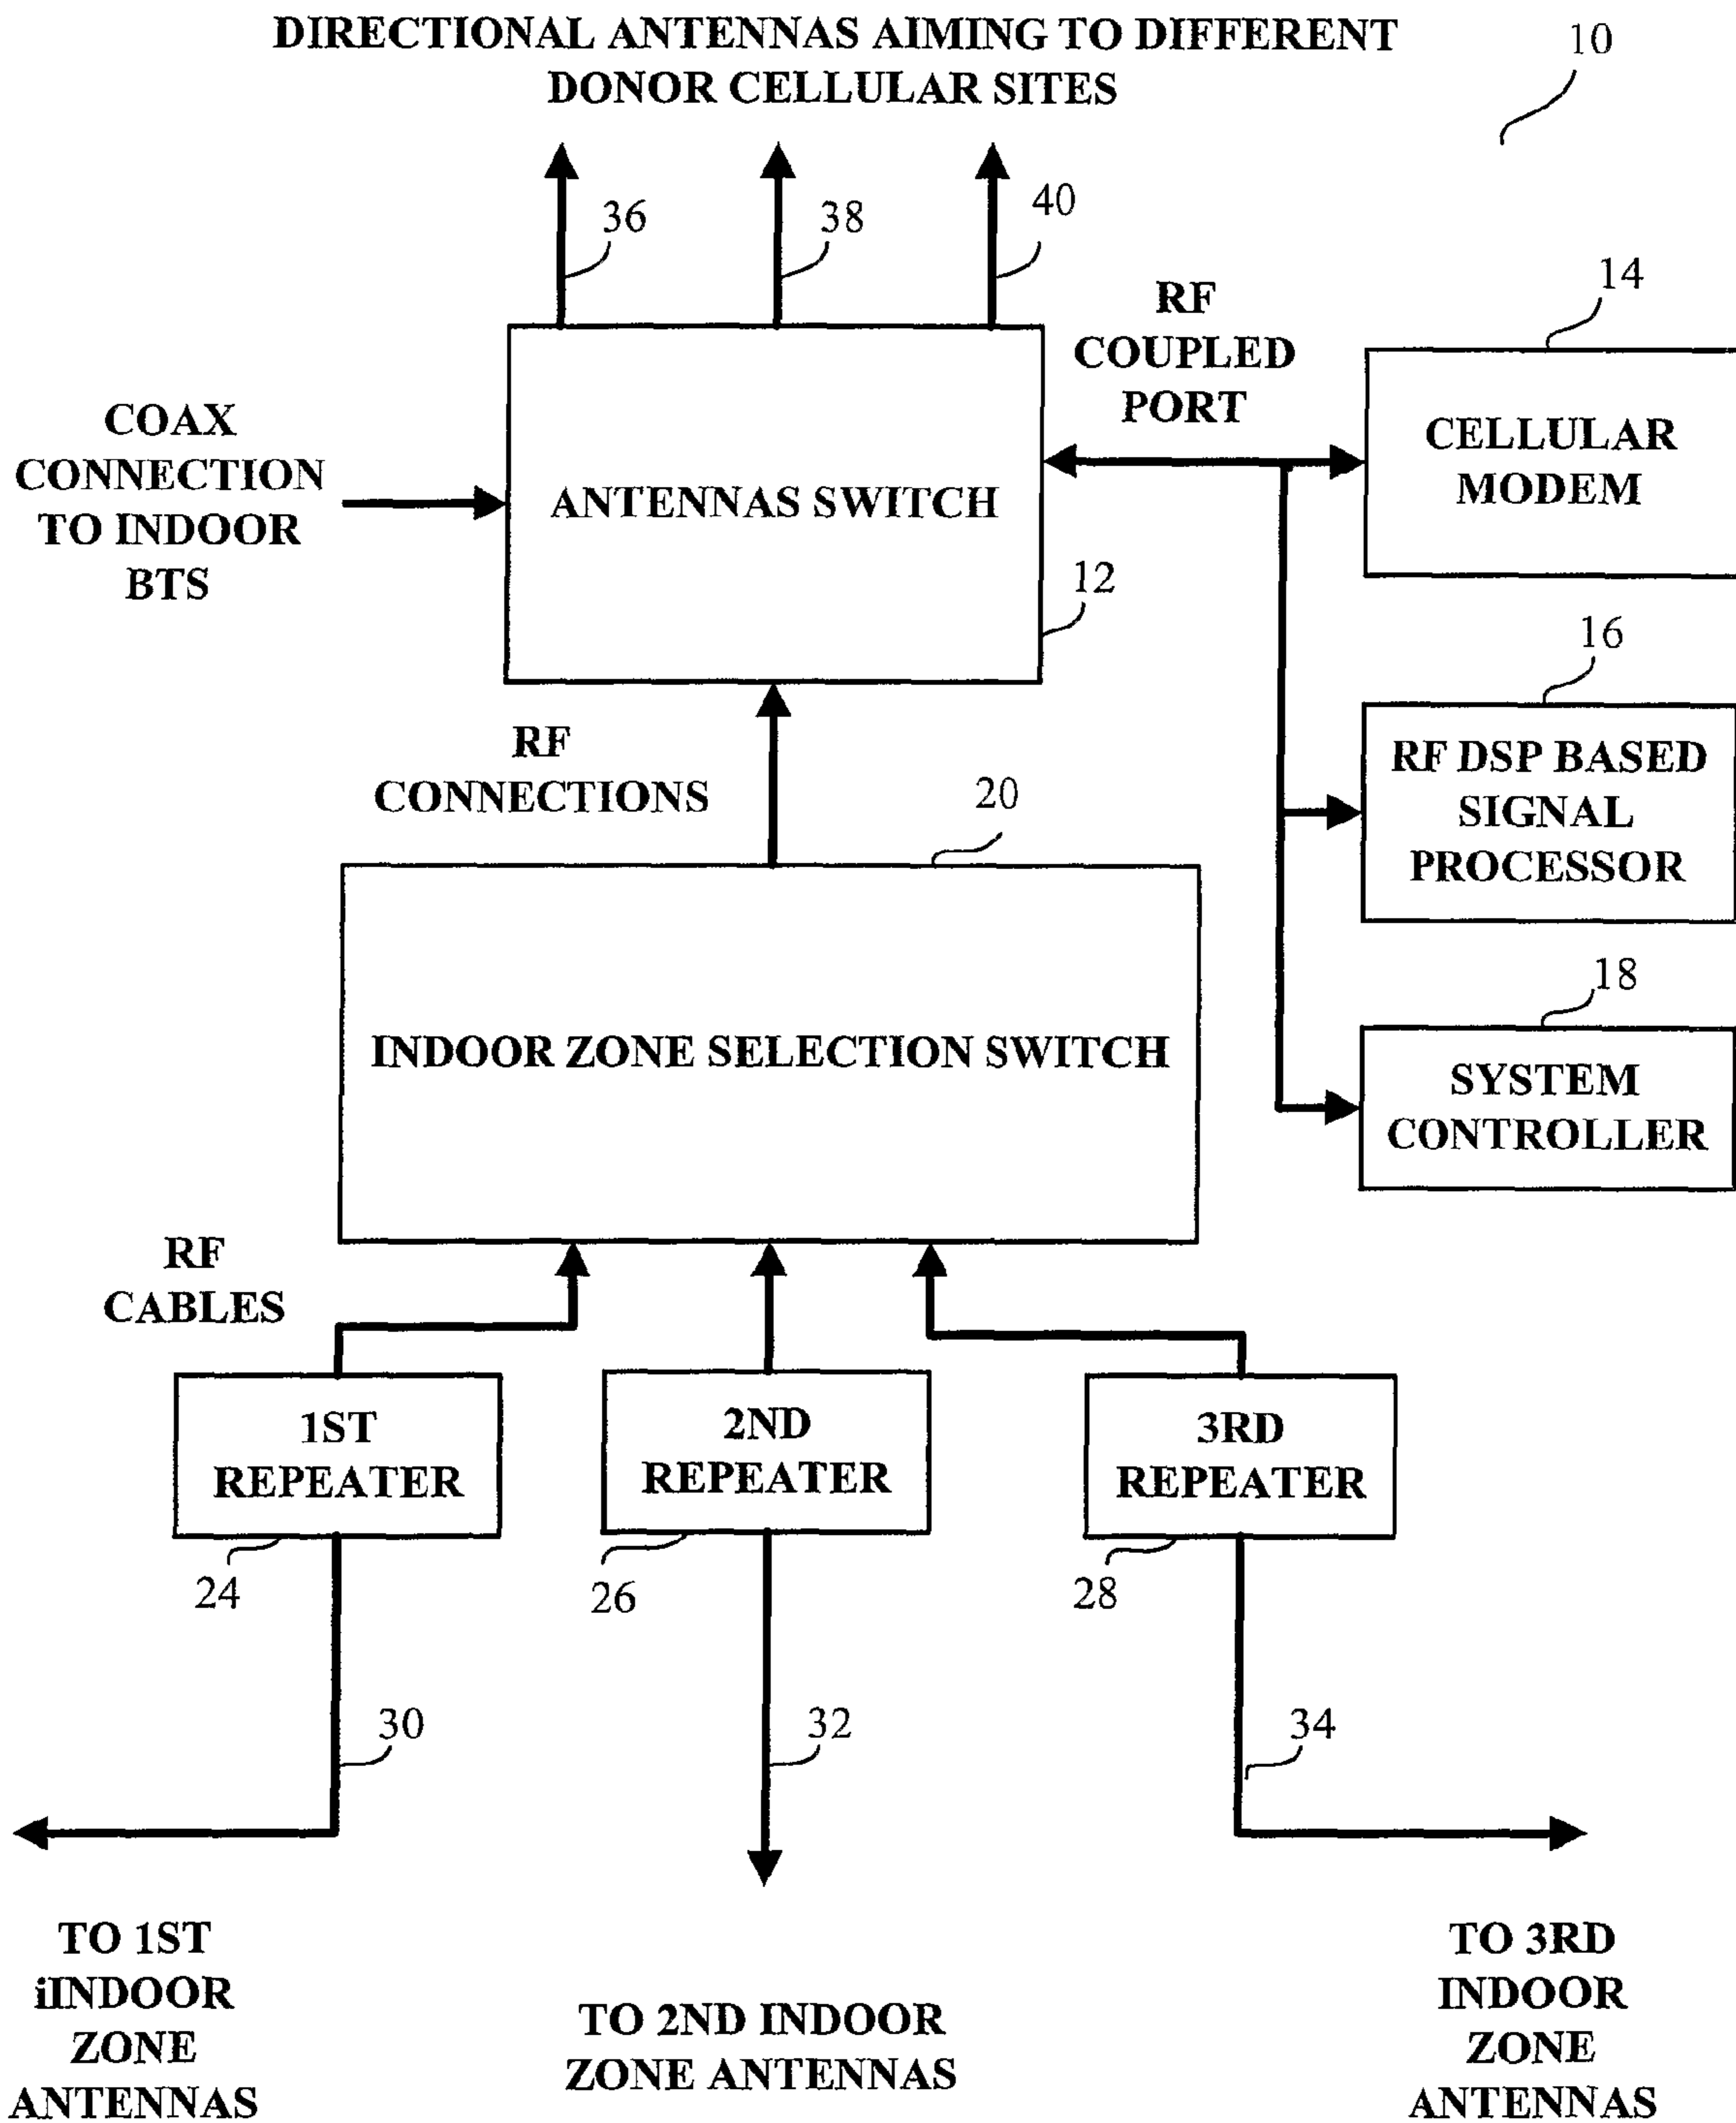 DIRECTIONAL ANTENNAS AIMING TO DIFFERENT
DONOR CELLULAR SITES
10
36
38
40
RF
COUPLED
PORT
14
CELLULAR
MODEM
COAX
CONNECTION
TO INDOOR
BTS
ANTENNAS SWITCH
12
16
RF DSP BASED
SIGNAL
PROCESSOR
RF
CONNECTIONS
20
18
SYSTEM
CONTROLLER
INDOOR ZONE SELECTION SWITCH
RF
CABLES
1ST
REPEATER
2ND
REPEATER
3RD
REPEATER
24
26
28
30
32
34
TO 1ST
iINDOOR
ZONE
ANTENNAS
TO 2ND INDOOR
ZONE ANTENNAS
TO 3RD
INDOOR
ZONE
ANTENNAS